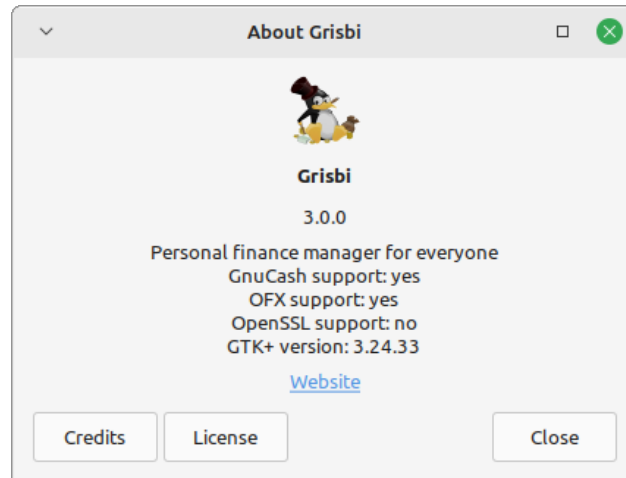 About Grisbi
Grisbi
3.0.0
Personal finance manager for everyone
GnuCash support: yes
OFX support: yes
OpenSSL support: no
GTK+ version: 3.24.33
Website
Credits
License
Close